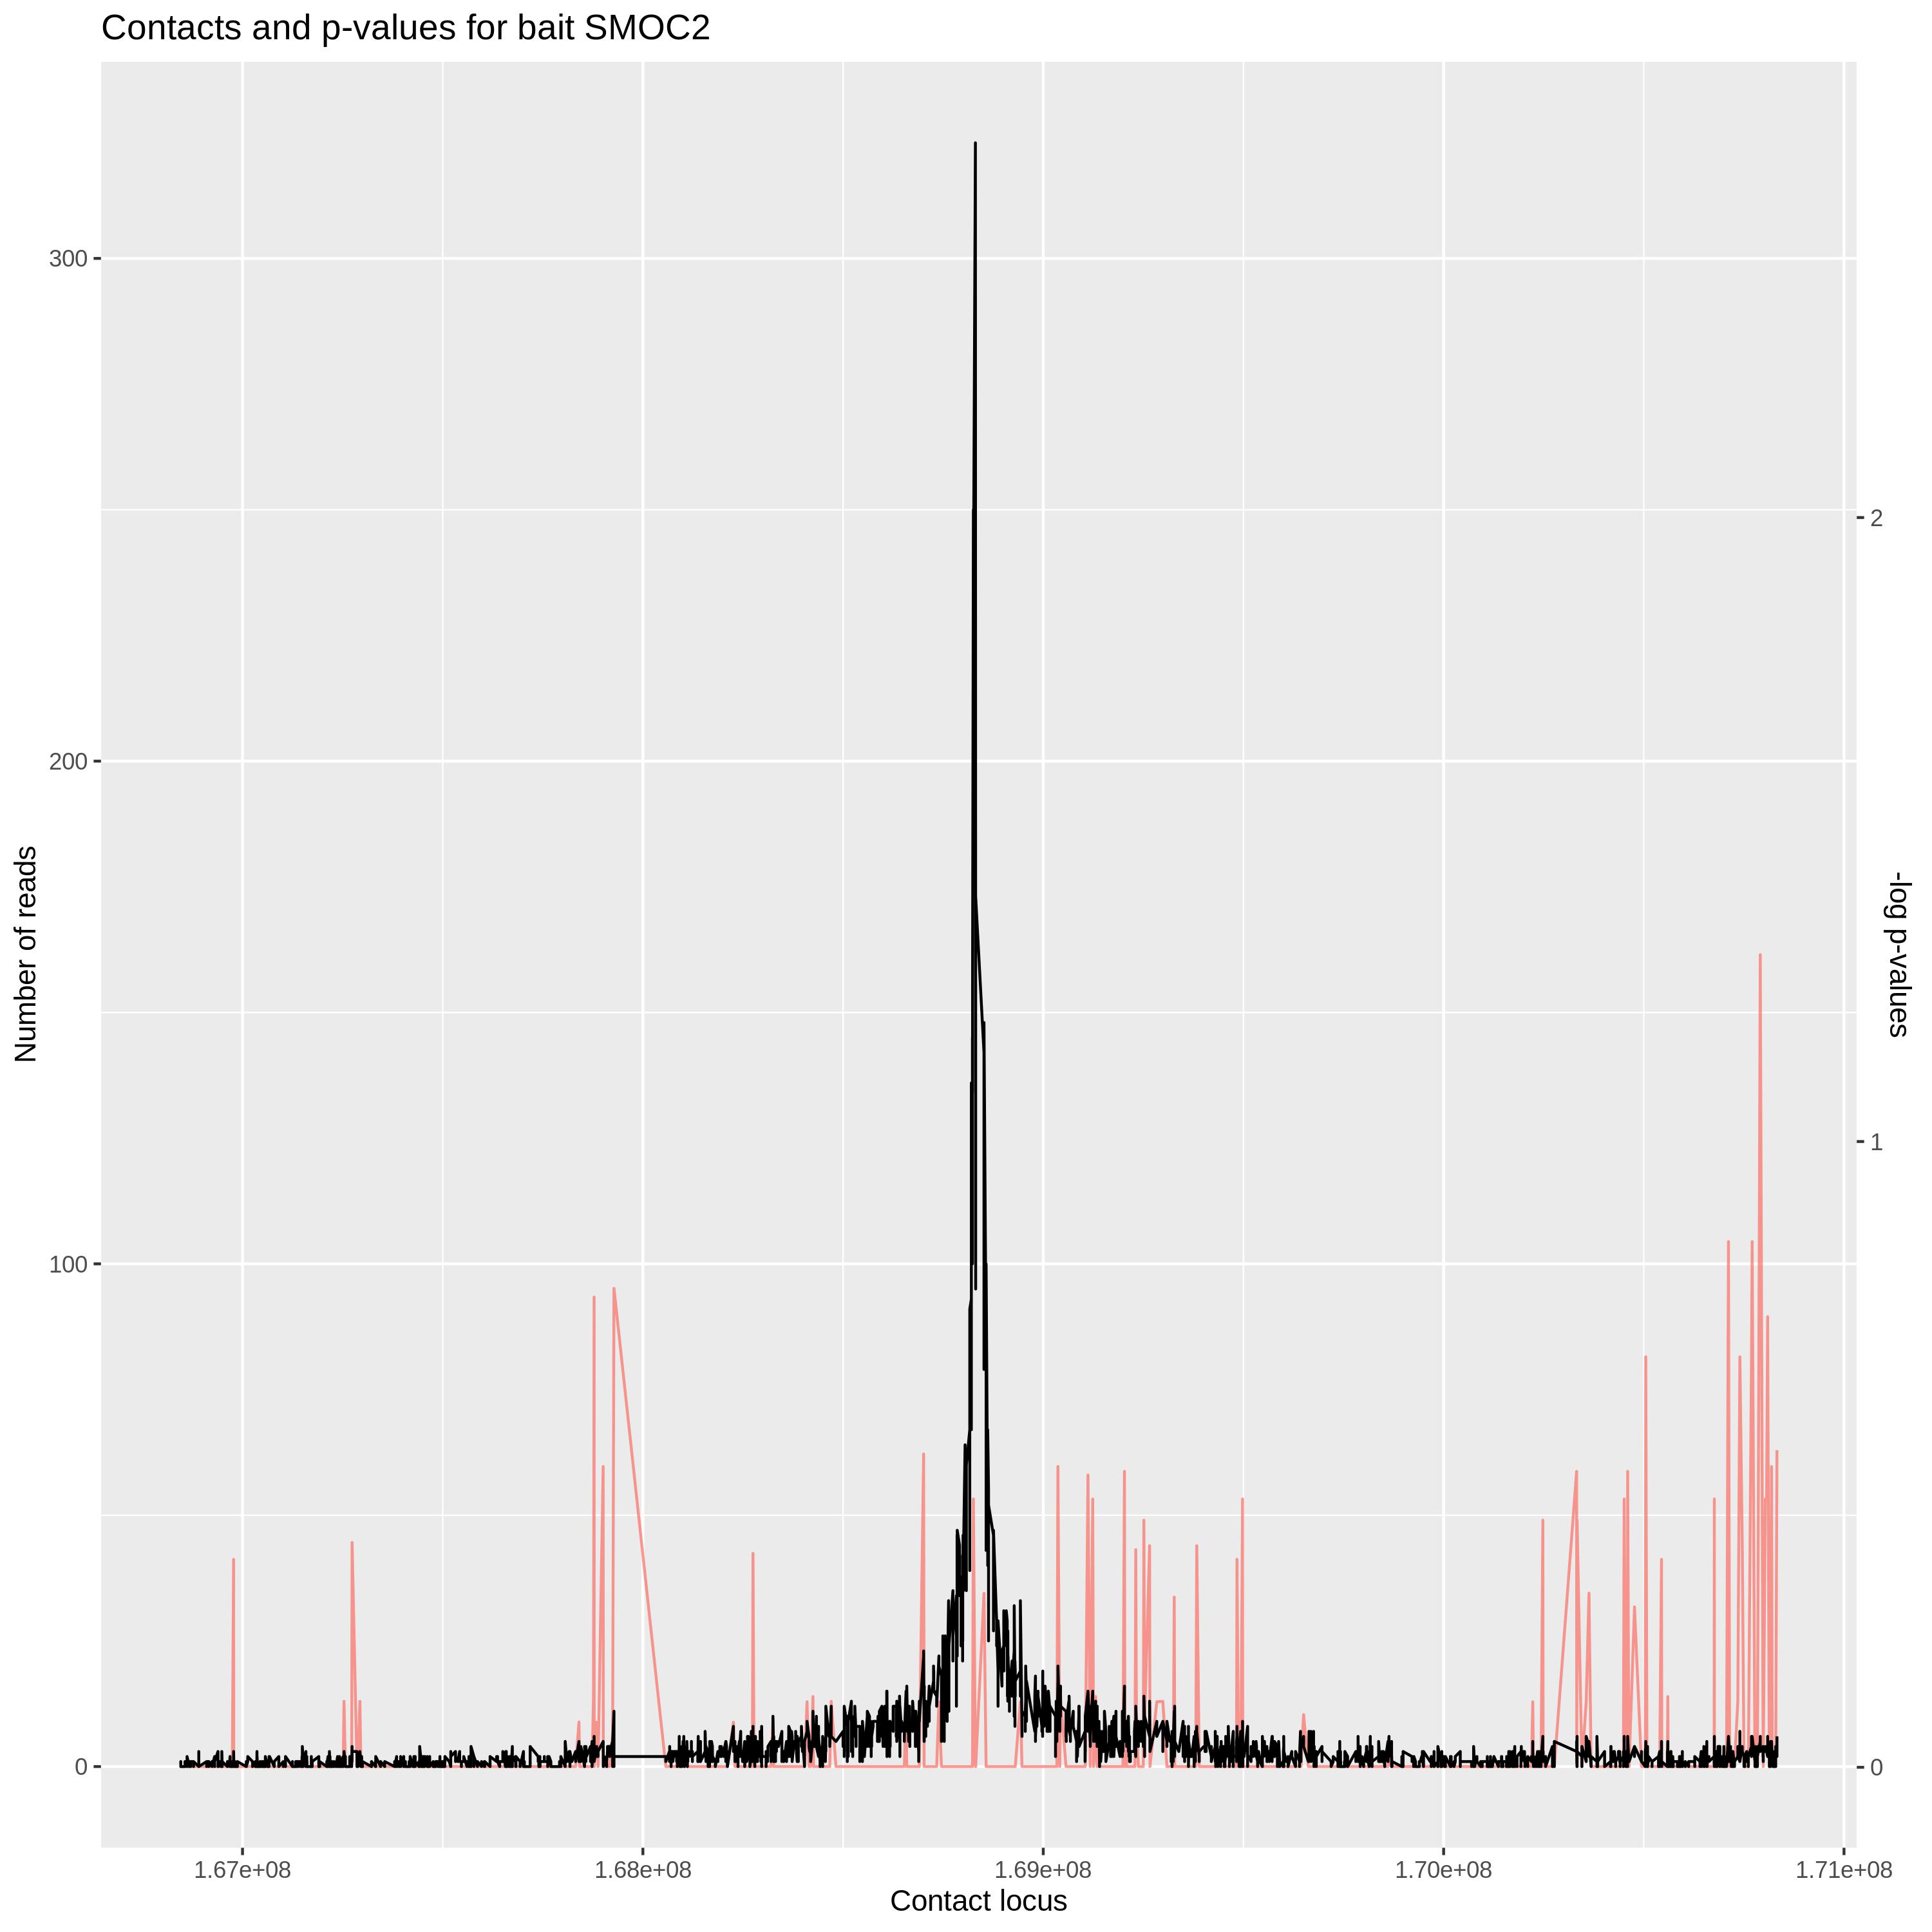 Contacts and p-values for bait SMOC2
300
200
100
0
2
1
0
Number of reads
-log p-values
1.67e+08 1.68e+08 1.69e+08 1.70e+08 1.71e+08
Contact locus